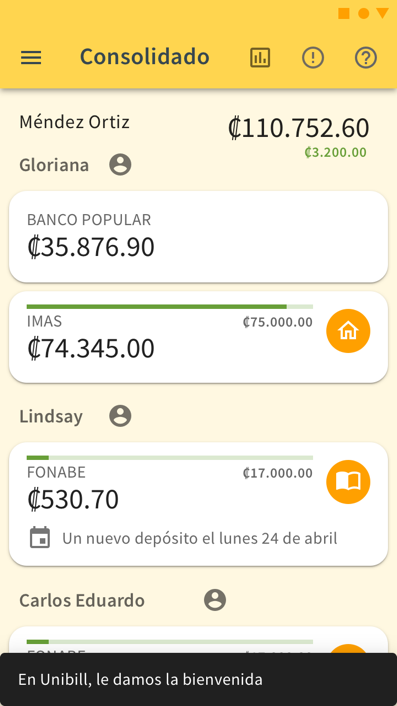 Consolidado
Méndez Ortiz
₡110.752.60
₡3.200.00
Gloriana
BANCO POPULAR
₡35.876.90
IMAS
₡75.000.00
₡74.345.00
Lindsay
FONABE
₡17.000.00
₡530.70
Un nuevo depósito el lunes 24 de abril
Carlos Eduardo
FONABE
En Unibill, le damos la bienvenida